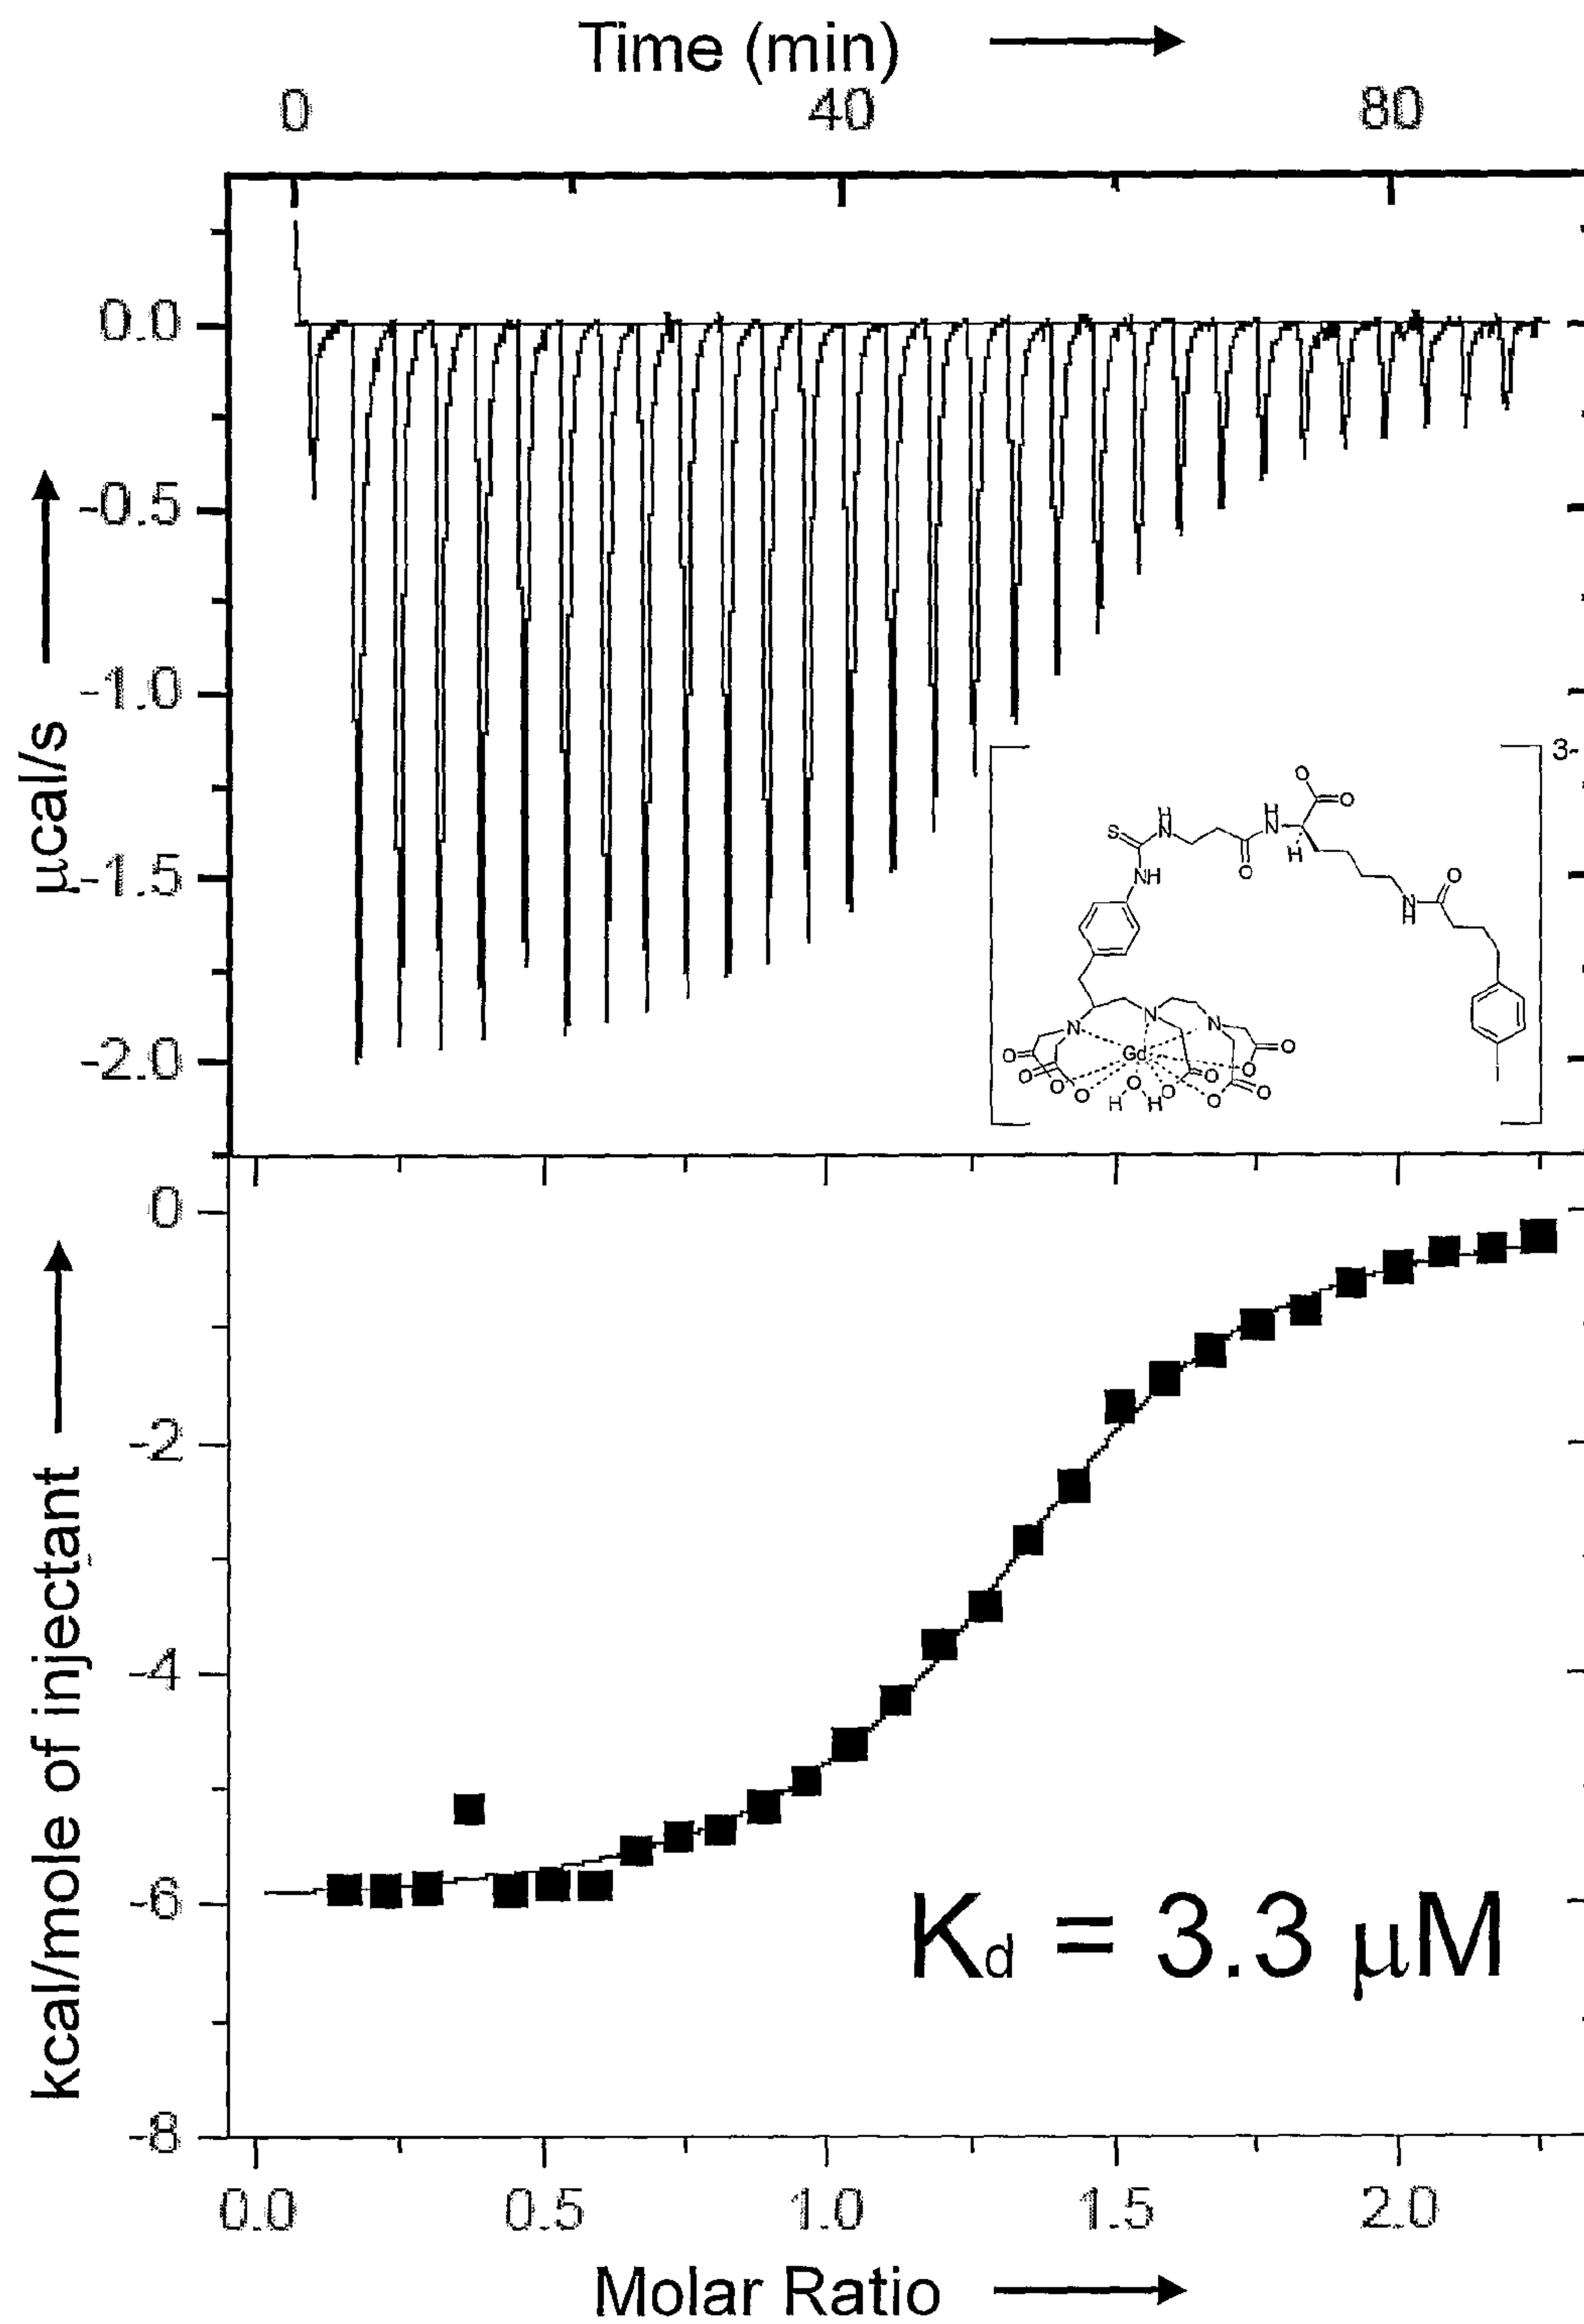 Time (min)
0 40 80
0.0
-0.5
-1.0
-1.5
-2.0
μcal/s
3-
O
O
S
H
N
H
N
H
O
NH
O
N
H
N
N
N
Gd
O
O
O
O
O
O
O
O
O
O
O
H
H
I
0
-2
-4
-6
-8
kcal/mole of injectant
Kd = 3.3 μM
0.0 0.5 1.0 1.5 2.0
Molar Ratio